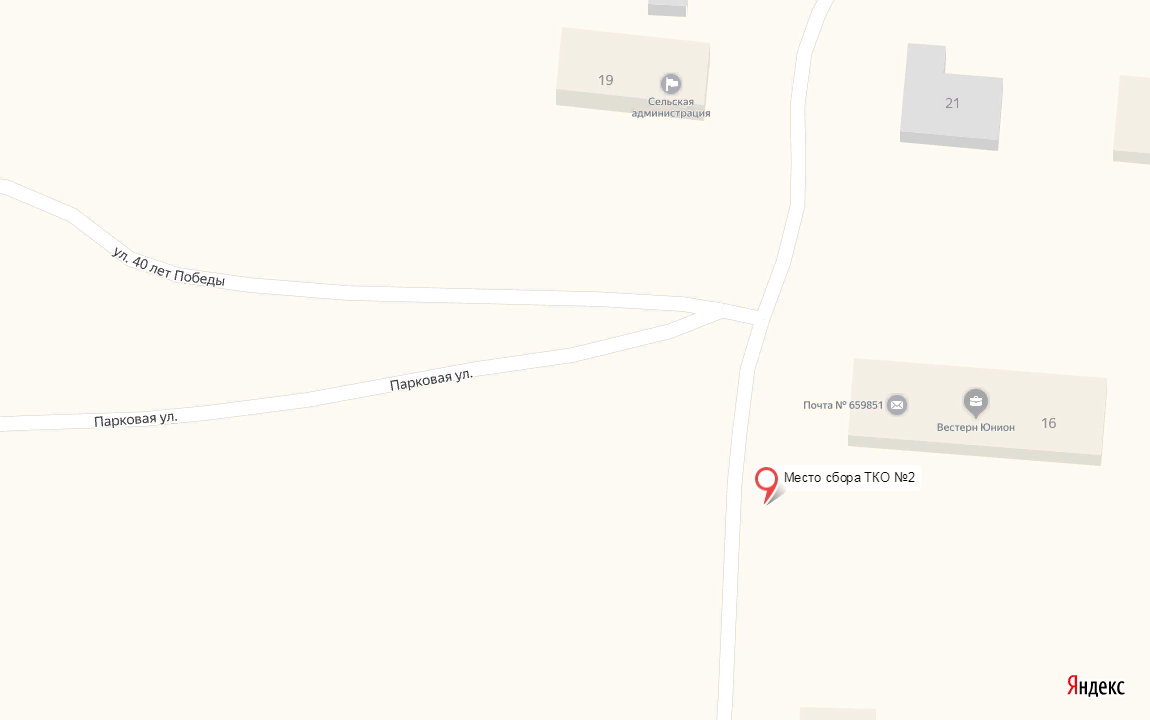 19
Сельская
администрация
21
ул. 40 лет Победы
Парковая ул.
Парковая ул.
Почта № 659851
Вестерн Юнион
16
Место сбора ТКО №2
Яндекс